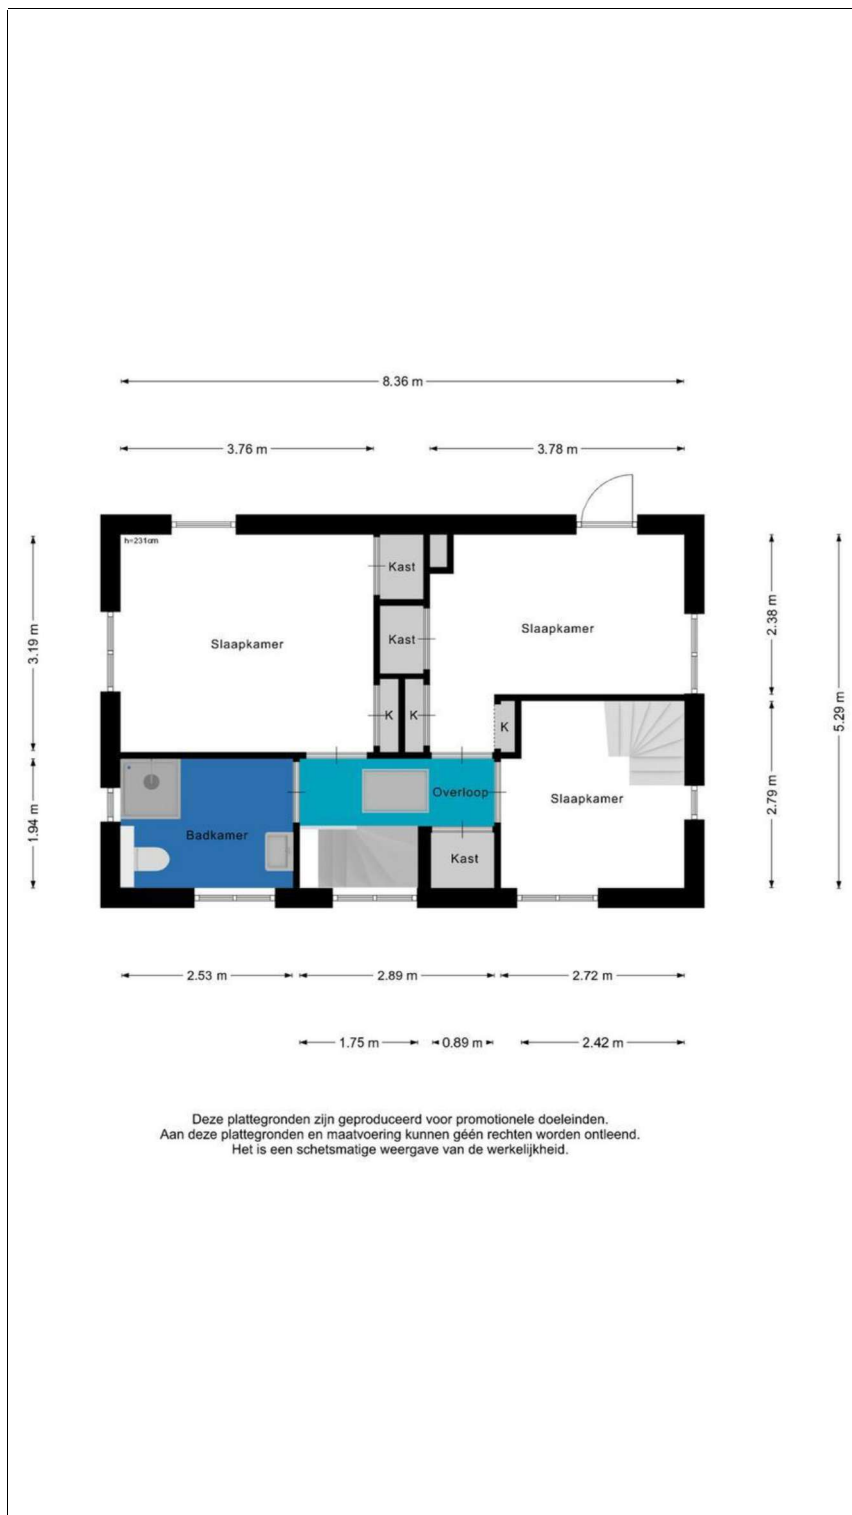 8.36 m
3.76 m
3.78 m
h=231cm
Kast
Slaapkamer
Kast
Slaapkamer
3.19 m
2.38 m
5.29 m
K
K
K
Badkamer
Overloop
Slaapkamer
Kast
1.94 m
2.79 m
2.53 m
2.89 m
2.72 m
1.75 m
0.89 m
2.42 m
Deze plattegronden zijn geproduceerd voor promotionele doeleinden.
Aan deze plattegronden en maatvoering kunnen géén rechten worden ontleend.
Het is een schetsmatige weergave van de werkelijkheid.